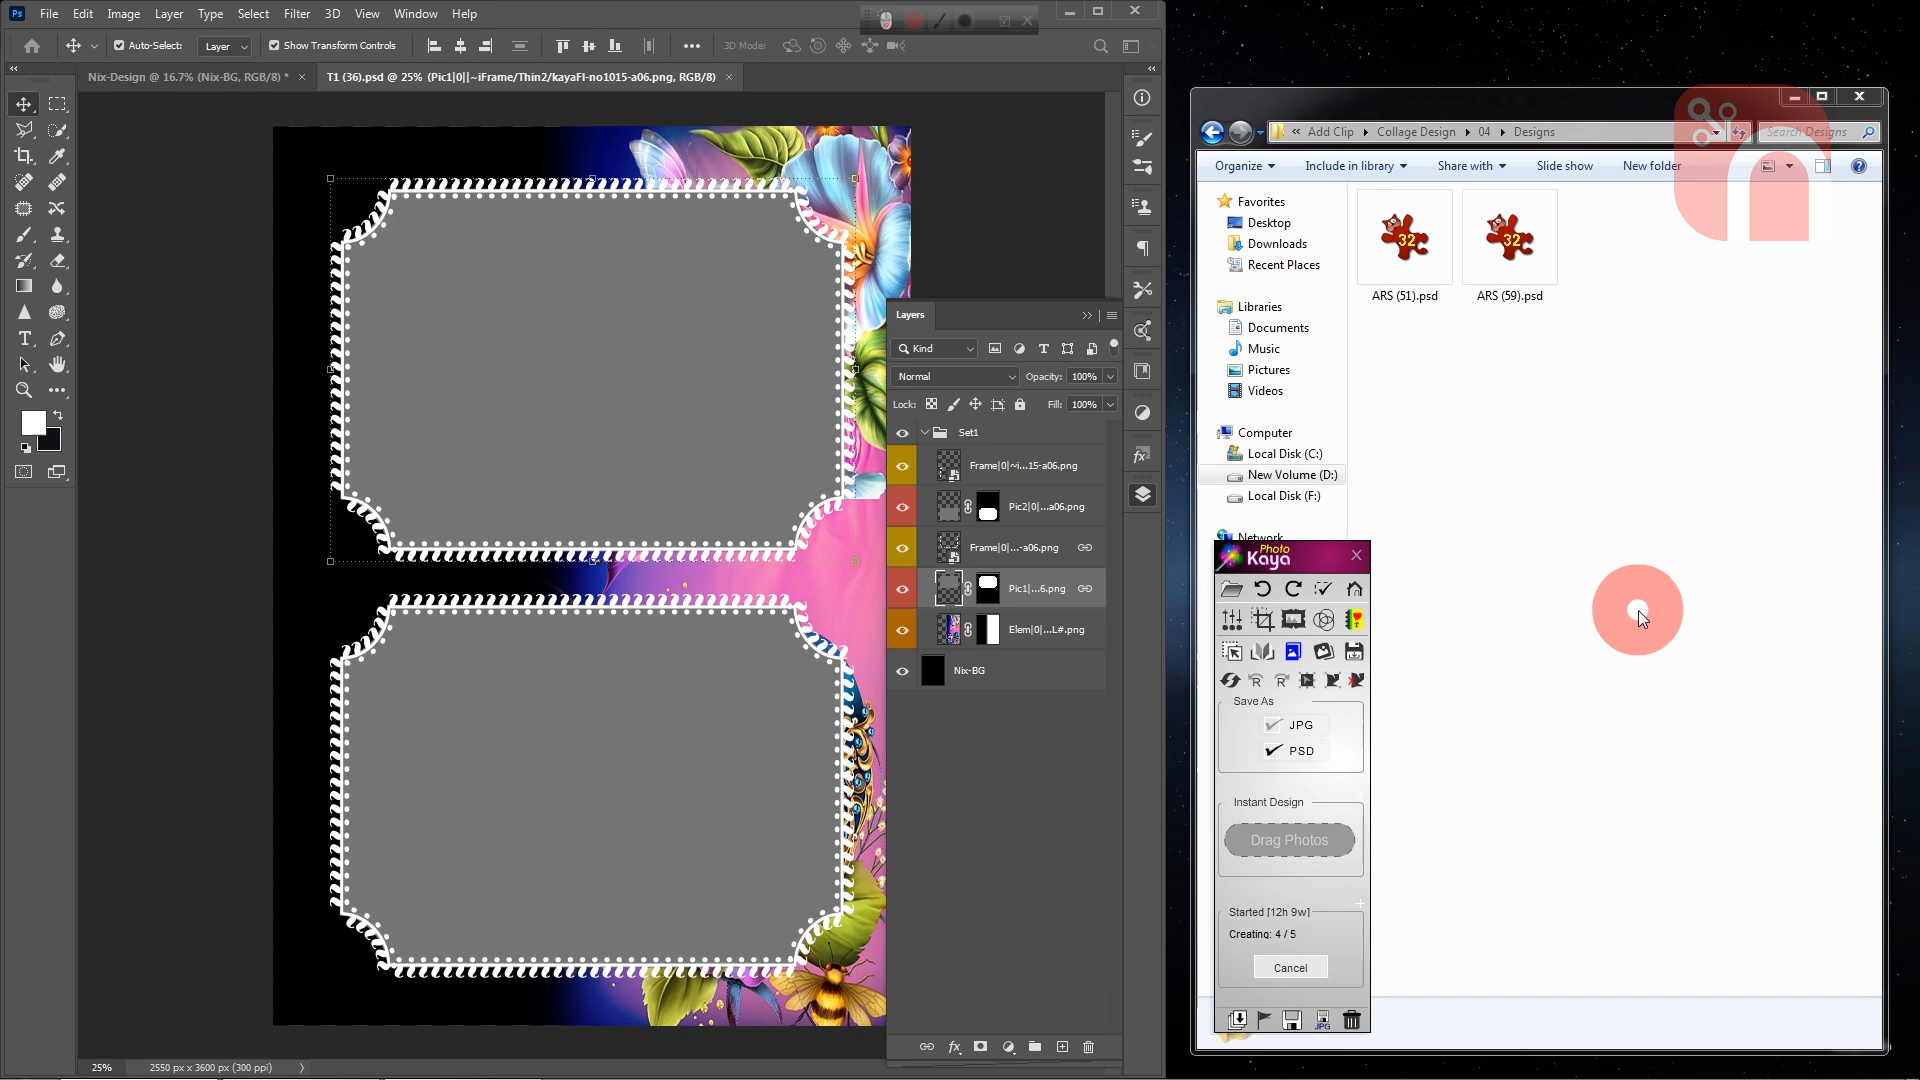 Ps File Edit Image Layer Type Select Filter 3D View Window Help
Auto-Select: Layer Show Transform Controls 3D Mode:
Nix-Design @ 16.7% (Nix-BG, RGB/8) * T1 (36).psd @ 25% (Pic1|0||~iFrame/Thin2/kayaFI-no1015-a06.png, RGB/8)
Layers
Kind
Normal Opacity: 100%
Lock: Fill: 100%
Set1
Frame|0|~i...15-a06.png
Pic2|0|...a06.png
Frame|0|...-a06.png
Pic1|...6.png
Elem|0|...L#.png
Nix-BG
25% 2550 px x 3600 px (300 ppi)
« Add Clip Collage Design 04 Designs Search Designs
Organize Include in library Share with Slide show New folder
Favorites
Desktop
Downloads
Recent Places
Libraries
Documents
Music
Pictures
Videos
Computer
Local Disk (C:)
New Volume (D:)
Local Disk (F:)
Network
32 32
ARS (51).psd ARS (59).psd
Photo
Kaya
Save As
JPG
PSD
Instant Design
Drag Photos
Started [12h 9w]
Creating: 4 / 5
Cancel
JPG